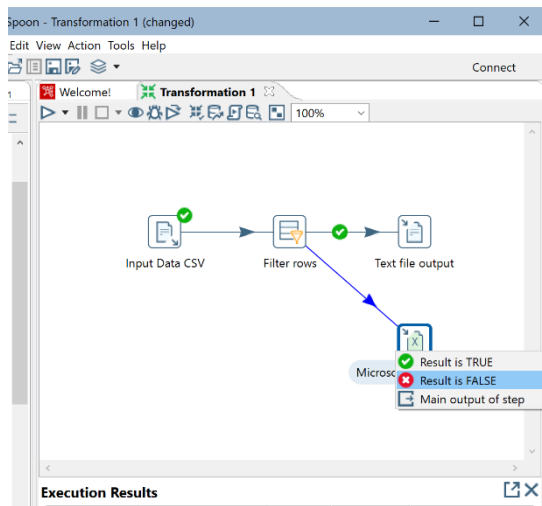 Spoon - Transformation 1 (changed)
Edit View Action Tools Help
Connect
1
Welcome!
Transformation 1
100%
Input Data CSV
Filter rows
Text file output
Result is TRUE
Result is FALSE
Main output of step
Execution Results